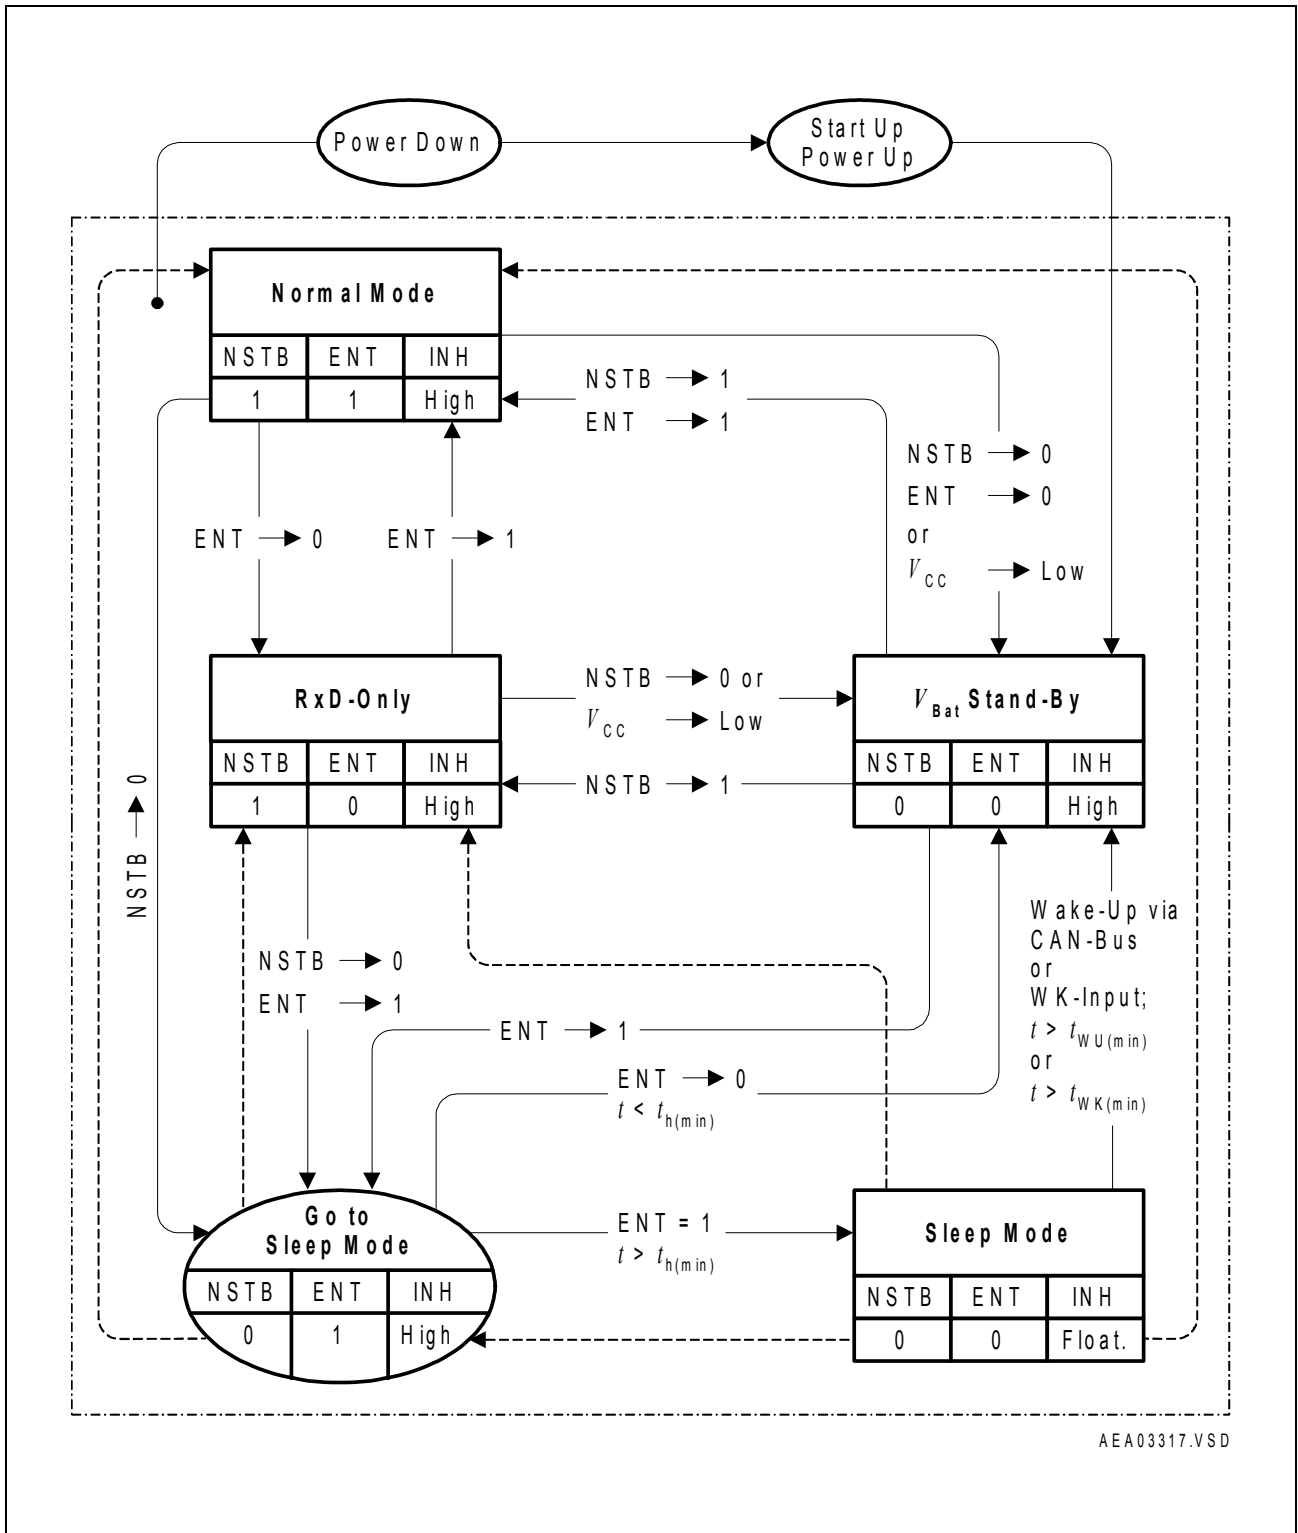 Power Down
Start Up
Power Up
Normal Mode
NSTB ENT INH
1 1 High
NSTB → 1
ENT → 1
NSTB → 0
ENT → 0
or
VCC → Low
ENT → 0
ENT → 1
RxD-Only
NSTB ENT INH
1 0 High
NSTB → 0 or
VCC → Low
NSTB → 1
VBat Stand-By
NSTB ENT INH
0 0 High
NSTB → 0
Wake-Up via
CAN-Bus
or
WK-Input;
t > tWU(min)
or
t > tWK(min)
NSTB → 0
ENT → 1
ENT → 1
ENT → 0
t < th(min)
Go to
Sleep Mode
NSTB ENT INH
0 1 High
ENT = 1
t > th(min)
Sleep Mode
NSTB ENT INH
0 0 Float.
AEA03317.VSD